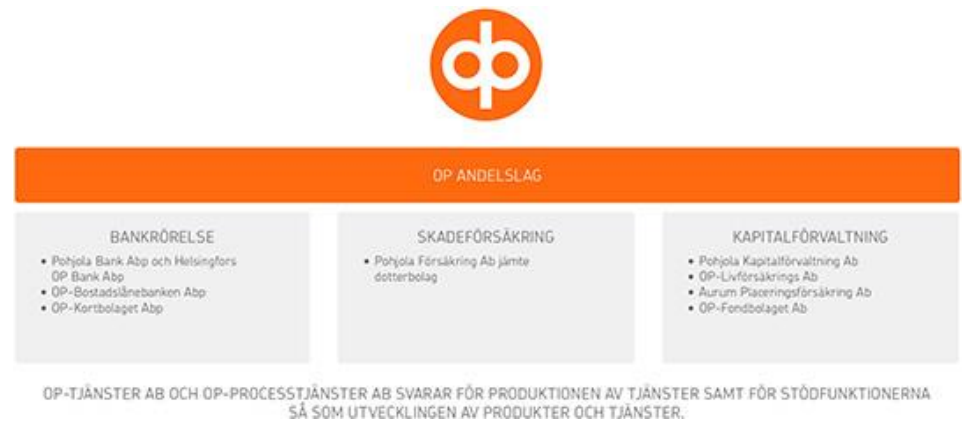 op
OP ANDELSLAG
BANKRÖRELSE
• Pohjola Bank Abp och Helsingfors
OP Bank Abp
• OP-Bostadslånebanken Abp
• OP-Kortbolaget Abp
SKADEFÖRSÄKRING
• Pohjola Försäkring Ab jämte
dotterbolag
KAPITALFÖRVALTNING
• Pohjola Kapitalförvaltning Ab
• OP-Livförsäkrings Ab
• Aurum Placeringsförsäkring Ab
• OP-Fondbolaget Ab
OP-TJÄNSTER AB OCH OP-PROCESSTJÄNSTER AB SVARAR FÖR PRODUKTIONEN AV TJÄNSTER SAMT FÖR STÖDFUNKTIONERNA
SÅ SOM UTVECKLINGEN AV PRODUKTER OCH TJÄNSTER.